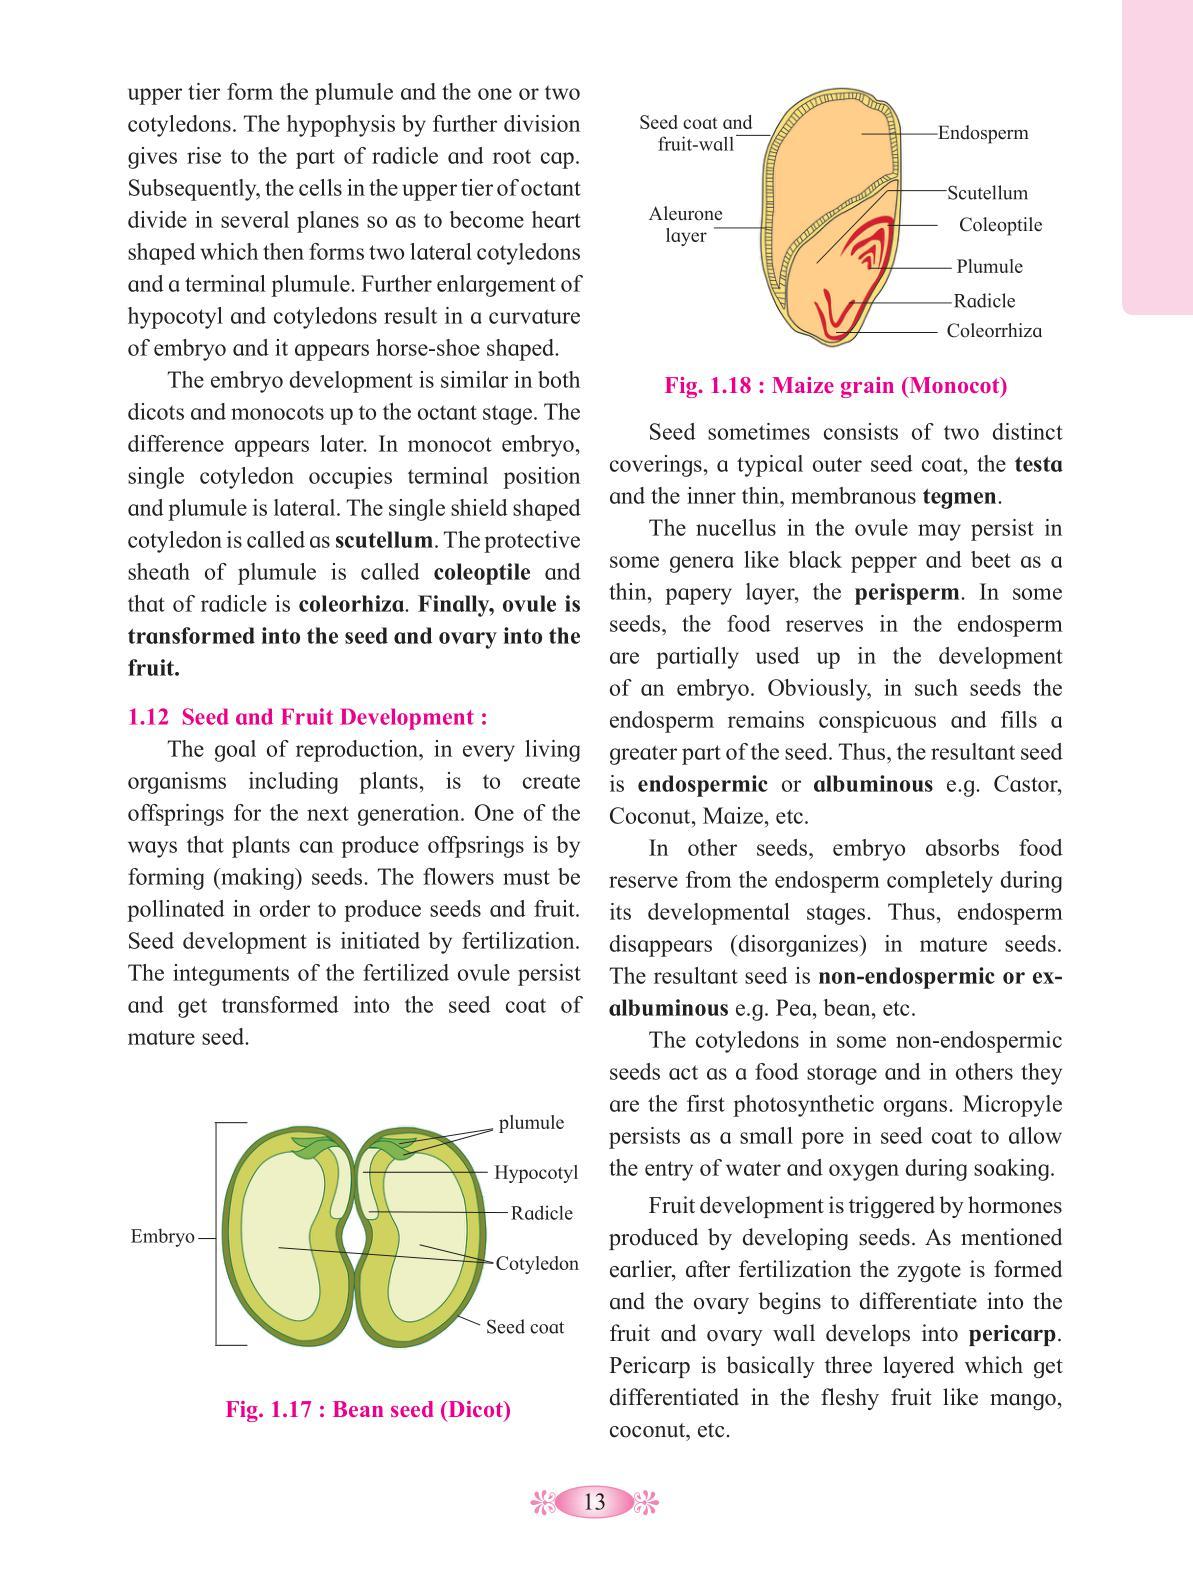 upper tier form the plumule and the one or two
cotyledons. The hypophysis by further division
gives rise to the part of radicle and root cap.
Subsequently, the cells in the upper tier of octant
divide in several planes so as to become heart
shaped which then forms two lateral cotyledons
and a terminal plumule. Further enlargement of
hypocotyl and cotyledons result in a curvature
of embryo and it appears horse-shoe shaped.
The embryo development is similar in both
dicots and monocots up to the octant stage. The
difference appears later. In monocot embryo,
single cotyledon occupies terminal position
and plumule is lateral. The single shield shaped
cotyledon is called as scutellum. The protective
sheath of plumule is called coleoptile and
that of radicle is coleorhiza. Finally, ovule is
transformed into the seed and ovary into the
fruit.
1.12 Seed and Fruit Development :
The goal of reproduction, in every living
organisms including plants, is to create
offsprings for the next generation. One of the
ways that plants can produce offpsrings is by
forming (making) seeds. The flowers must be
pollinated in order to produce seeds and fruit.
Seed development is initiated by fertilization.
The integuments of the fertilized ovule persist
and get transformed into the seed coat of
mature seed.
plumule
Hypocotyl
Radicle
Embryo
Cotyledon
Seed coat
Fig. 1.17 : Bean seed (Dicot)
Seed coat and
fruit-wall
Endosperm
Scutellum
Aleurone
layer
Coleoptile
Plumule
Radicle
Coleorrhiza
Fig. 1.18 : Maize grain (Monocot)
Seed sometimes consists of two distinct
coverings, a typical outer seed coat, the testa
and the inner thin, membranous tegmen.
The nucellus in the ovule may persist in
some genera like black pepper and beet as a
thin, papery layer, the perisperm. In some
seeds, the food reserves in the endosperm
are partially used up in the development
of an embryo. Obviously, in such seeds the
endosperm remains conspicuous and fills a
greater part of the seed. Thus, the resultant seed
is endospermic or albuminous e.g. Castor,
Coconut, Maize, etc.
In other seeds, embryo absorbs food
reserve from the endosperm completely during
its developmental stages. Thus, endosperm
disappears (disorganizes) in mature seeds.
The resultant seed is non-endospermic or ex-
albuminous e.g. Pea, bean, etc.
The cotyledons in some non-endospermic
seeds act as a food storage and in others they
are the first photosynthetic organs. Micropyle
persists as a small pore in seed coat to allow
the entry of water and oxygen during soaking.
Fruit development is triggered by hormones
produced by developing seeds. As mentioned
earlier, after fertilization the zygote is formed
and the ovary begins to differentiate into the
fruit and ovary wall develops into pericarp.
Pericarp is basically three layered which get
differentiated in the fleshy fruit like mango,
coconut, etc.
13